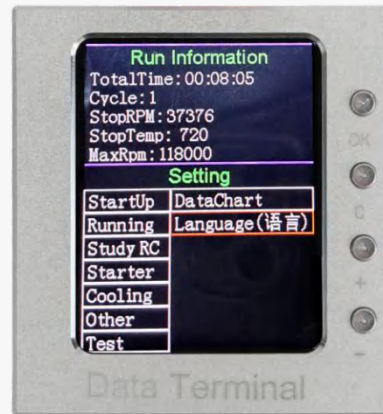 Run Information
TotalTime: 00:08:05
Cycle: 1
StopRPM: 37376
StopTemp: 720
MaxRpm: 118000
Setting
StartUp DataChart
Running Language(语言)
Study RC
Starter
Cooling
Other
Test
OK
C
+
-
Data Terminal